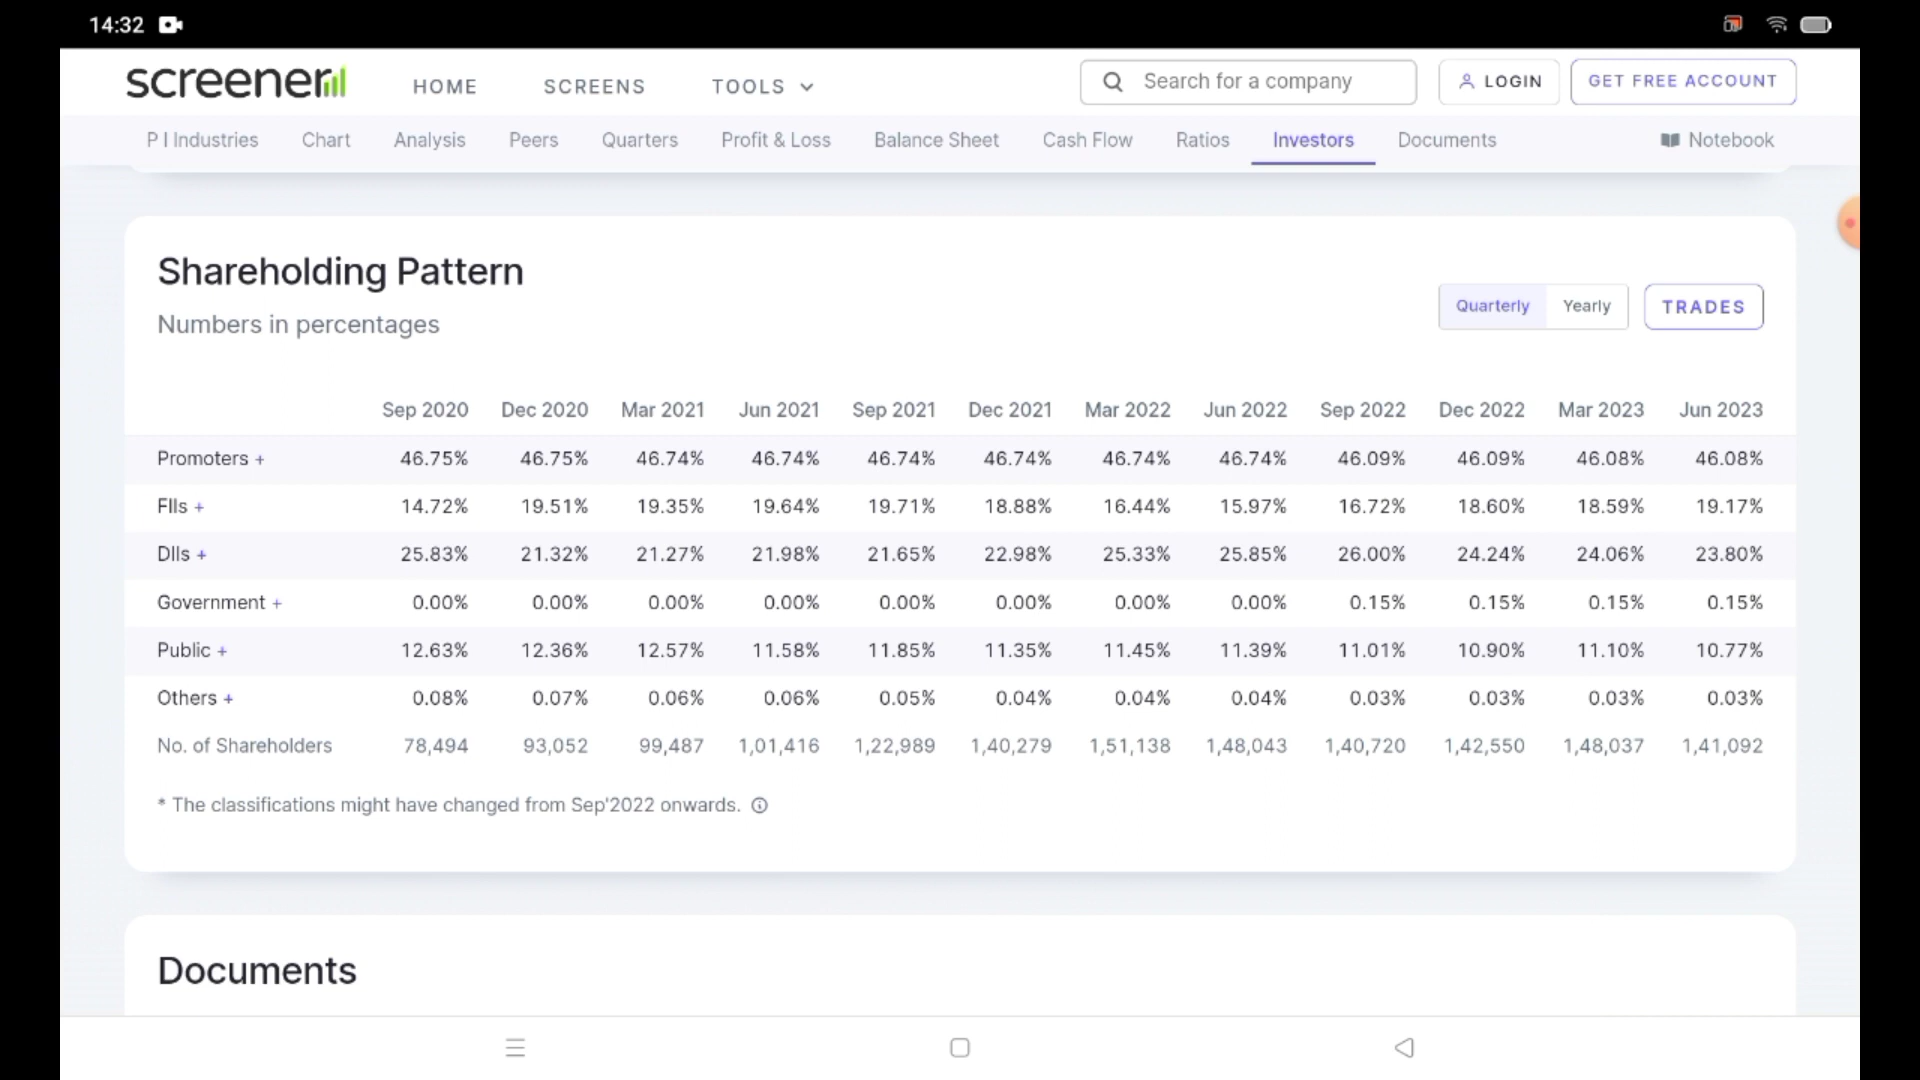 14:32
screener
HOME SCREENS TOOLS
Search for a company
LOGIN
GET FREE ACCOUNT
P I Industries Chart Analysis Peers Quarters Profit & Loss Balance Sheet Cash Flow Ratios Investors Documents Notebook
Shareholding Pattern
Numbers in percentages
Quarterly Yearly TRADES
Sep 2020 Dec 2020 Mar 2021 Jun 2021 Sep 2021 Dec 2021 Mar 2022 Jun 2022 Sep 2022 Dec 2022 Mar 2023 Jun 2023
Promoters + 46.75% 46.75% 46.74% 46.74% 46.74% 46.74% 46.74% 46.74% 46.09% 46.09% 46.08% 46.08%
FIIs + 14.72% 19.51% 19.35% 19.64% 19.71% 18.88% 16.44% 15.97% 16.72% 18.60% 18.59% 19.17%
DIIs + 25.83% 21.32% 21.27% 21.98% 21.65% 22.98% 25.33% 25.85% 26.00% 24.24% 24.06% 23.80%
Government + 0.00% 0.00% 0.00% 0.00% 0.00% 0.00% 0.00% 0.00% 0.15% 0.15% 0.15% 0.15%
Public + 12.63% 12.36% 12.57% 11.58% 11.85% 11.35% 11.45% 11.39% 11.01% 10.90% 11.10% 10.77%
Others + 0.08% 0.07% 0.06% 0.06% 0.05% 0.04% 0.04% 0.04% 0.03% 0.03% 0.03% 0.03%
No. of Shareholders 78,494 93,052 99,487 1,01,416 1,22,989 1,40,279 1,51,138 1,48,043 1,40,720 1,42,550 1,48,037 1,41,092
* The classifications might have changed from Sep'2022 onwards.
Documents